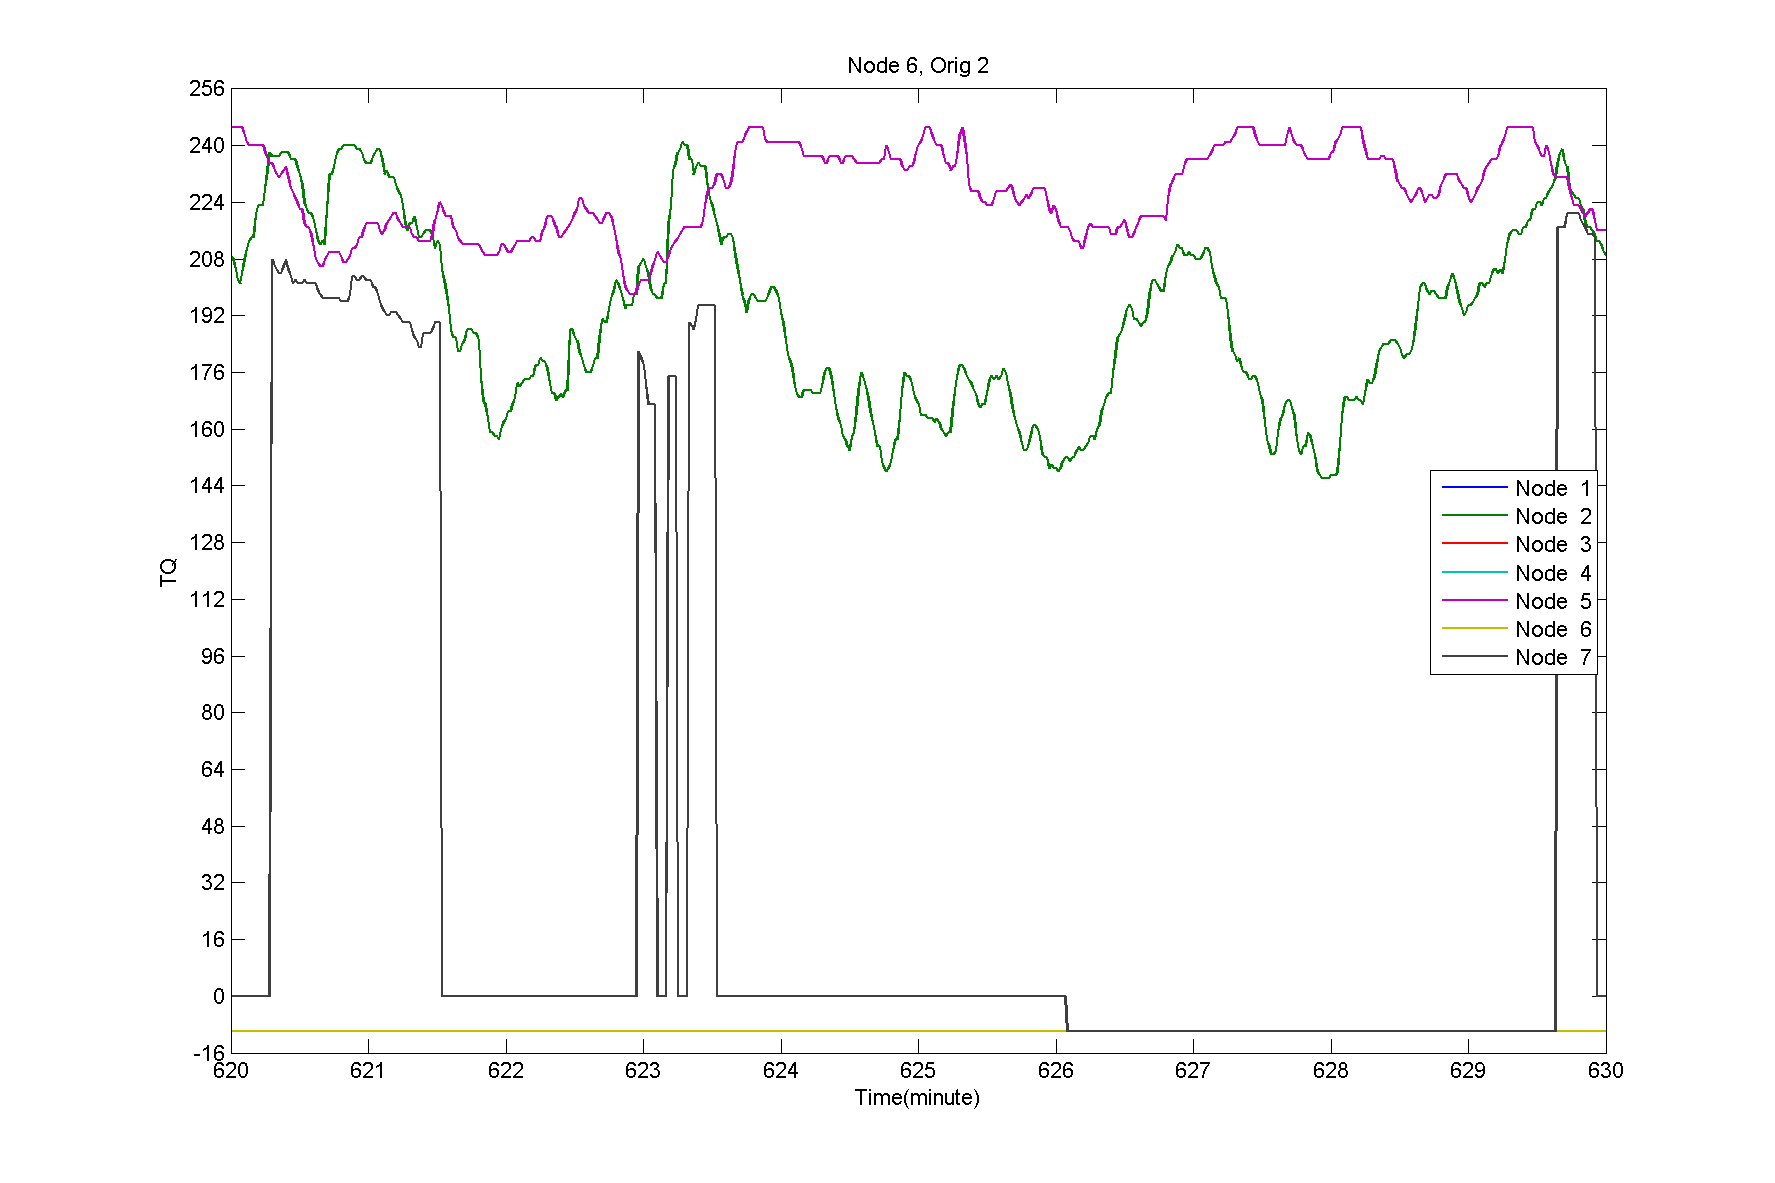 Node 6, Orig 2
256
240
224
208
192
176
160
144
128
112
96
80
64
48
32
16
0
-16
TQ
Node 1
Node 2
Node 3
Node 4
Node 5
Node 6
Node 7
620 621 622 623 624 625 626 627 628 629 630
Time(minute)